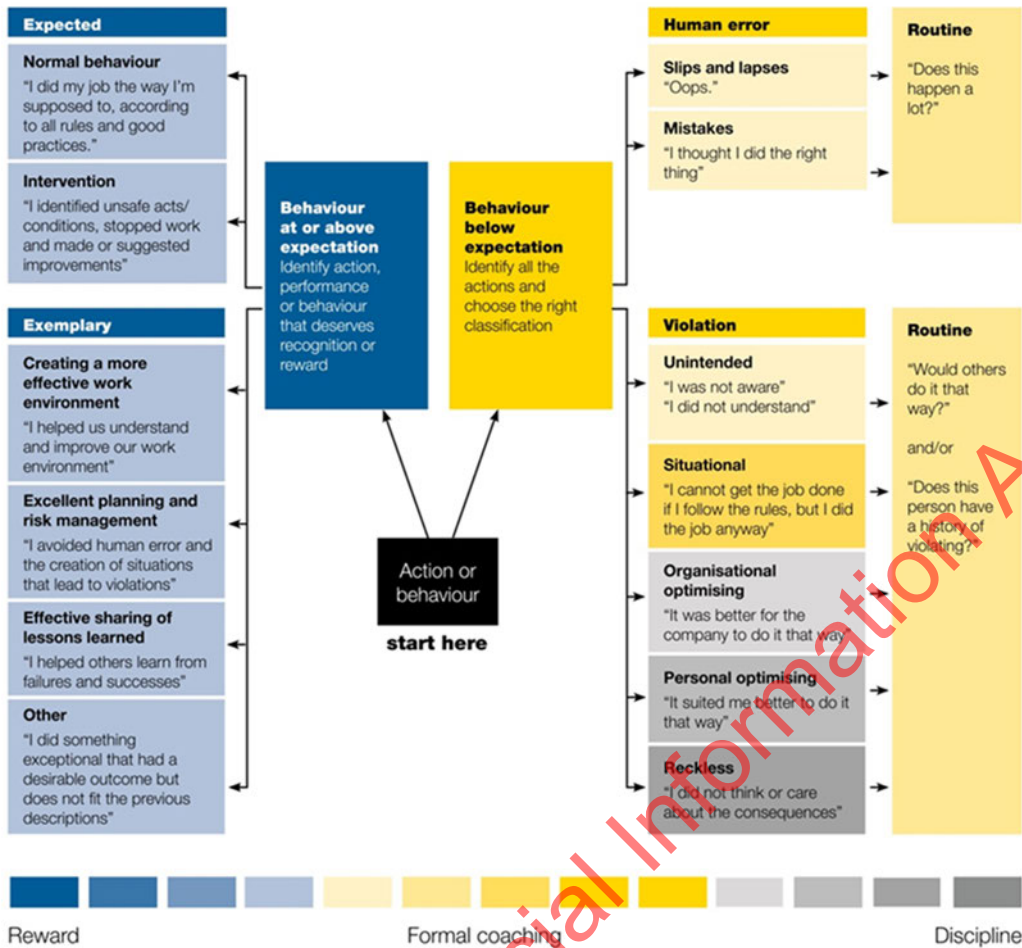 Expected
Normal behaviour
"I did my job the way I'm
supposed to, according
to all rules and good
practices."
Intervention
"I identified unsafe acts/
conditions, stopped work
and made or suggested
improvements"
Exemplary
Creating a more
effective work
environment
"I helped us understand
and improve our work
environment"
Excellent planning and
risk management
"I avoided human error and
the creation of situations
that lead to violations"
Effective sharing of
lessons learned
"I helped others learn from
failures and successes"
Other
"I did something
exceptional that had a
desirable outcome but
does not fit the previous
descriptions"
Behaviour
at or above
expectation
Identify action,
performance
or behaviour
that deserves
recognition or
reward
Behaviour
below
expectation
Identify all the
actions and
choose the right
classification
Action or
behaviour
start here
Human error
Slips and lapses
"Oops."
Mistakes
"I thought I did the right
thing"
Routine
"Does this
happen a
lot?"
Violation
Unintended
"I was not aware"
"I did not understand"
Situational
"I cannot get the job done
if I follow the rules, but I did
the job anyway"
Organisational
optimising
"It was better for the
company to do it that way"
Personal optimising
"It suited me better to do it
that way"
Reckless
"I did not think or care
about the consequences"
Routine
"Would others
do it that
way?"
and/or
"Does this
person have
a history of
violating?"
Reward
Formal coaching
Discipline
Information A